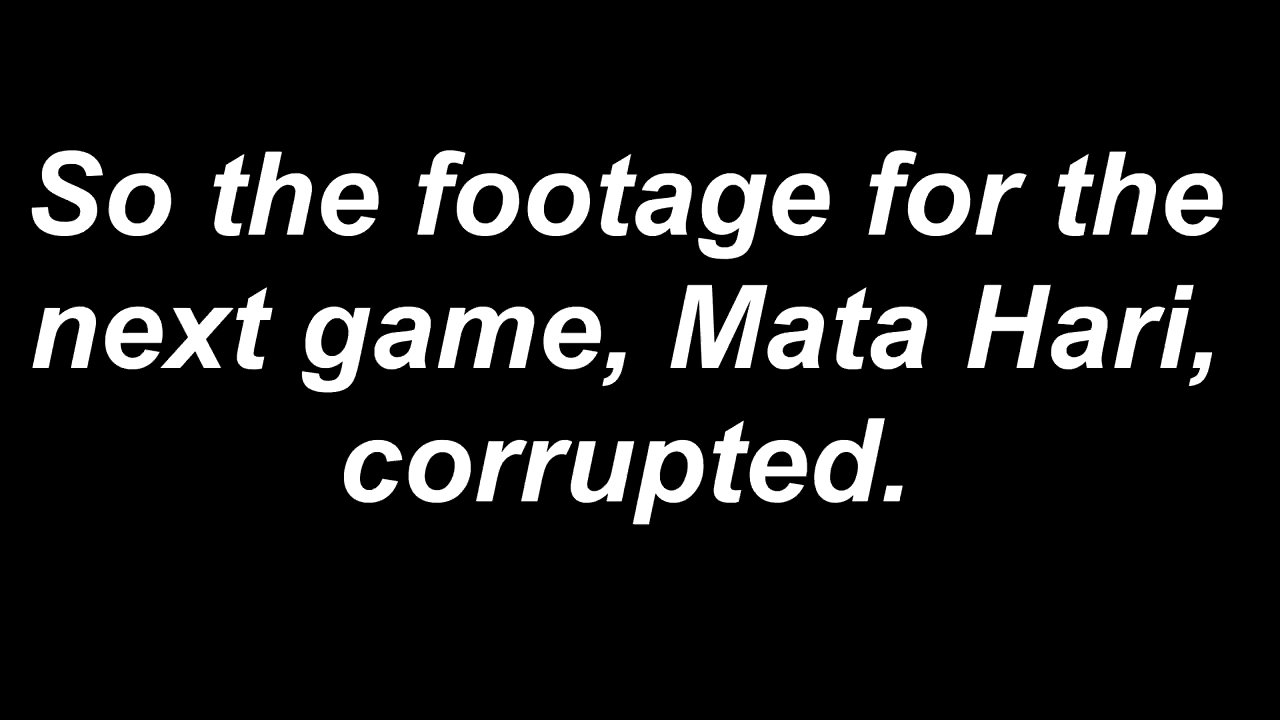 So the footage for the
next game, Mata Hari,
corrupted.